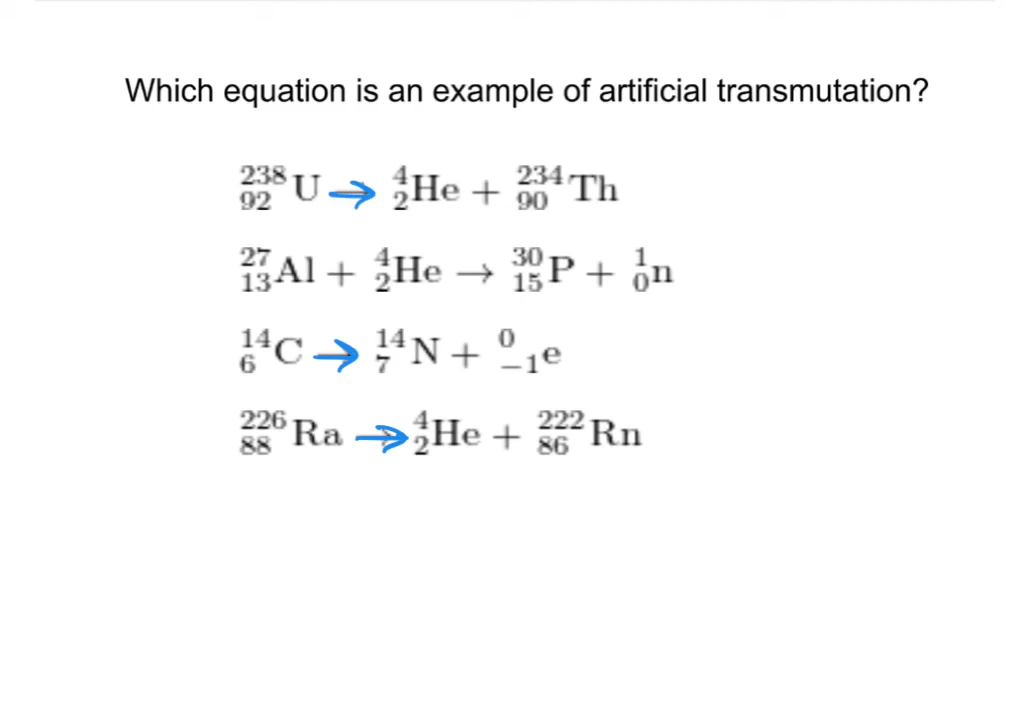 Which equation is an example of artificial transmutation?
²³⁸₉₂U → ⁴₂He + ²³⁴₉₀Th
²⁷₁₃Al + ⁴₂He → ³⁰₁₅P + ¹₀n
¹⁴₆C → ¹⁴₇N + ⁰₋₁e
²²⁶₈₈Ra → ⁴₂He + ²²²₈₆Rn